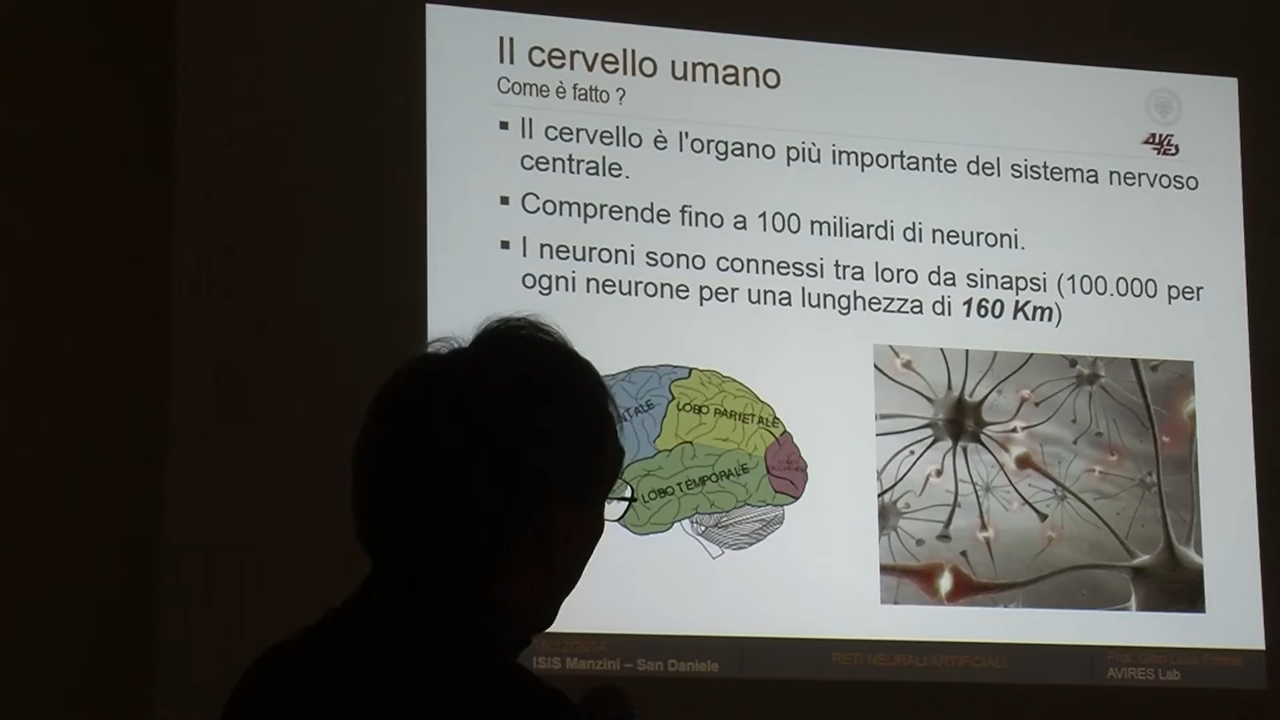 Il cervello umano
Come è fatto ?
▪ Il cervello è l'organo più importante del sistema nervoso
centrale.
▪ Comprende fino a 100 miliardi di neuroni.
▪ I neuroni sono connessi tra loro da sinapsi (100.000 per
ogni neurone per una lunghezza di 160 Km)
LOBO PARIETALE
LOBO TEMPORALE
ISIS Manzini – San Daniele
RETI NEURALI ARTIFICIALI
AVIRES Lab